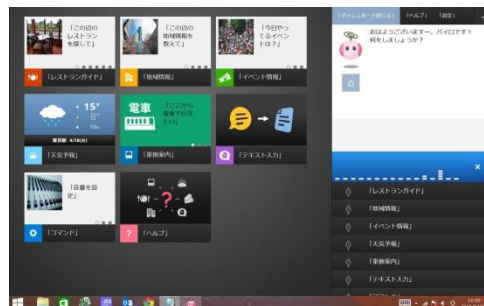 「この辺の
レストラン
を探して」
「レストランガイド」
「この辺の
地域情報を
教えて」
「地域情報」
「今日やっ
てるイベン
トは？」
「イベント情報」
15°
8°
東京都 4/16(火)
「天気予報」
電車
「ここから
電車で行き
たい」
「乗換案内」
「テキスト入力」
「音量を設
定」
「コマンド」
?
「ヘルプ」
「ヘルプ」
「設定」
おはようございますー。パイロです！
何をしましょうか？
×
「レストランガイド」
「地域情報」
「イベント情報」
「天気予報」
「乗換案内」
「テキスト入力」